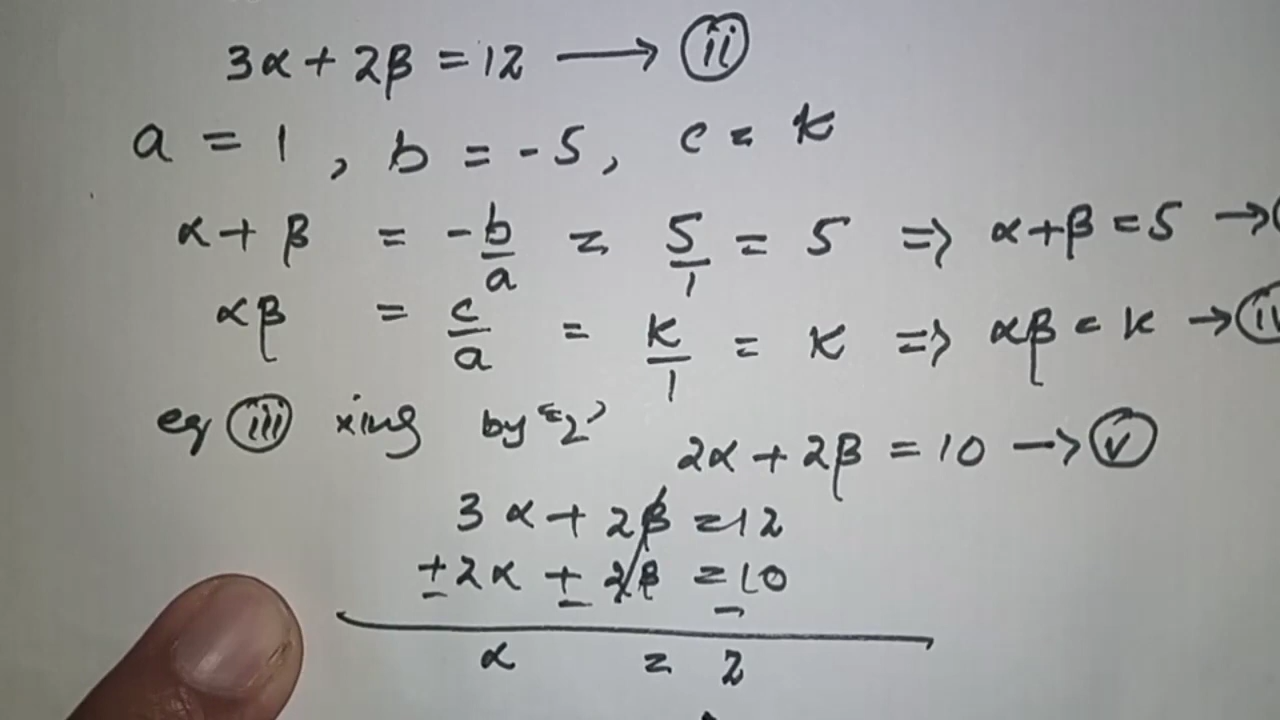 3α + 2β = 12 ⟶ (ii)
a = 1, b = -5, c = k
α + β = -b/a = 5/1 = 5 => α+β = 5 →
αβ = c/a = k/1 = k => αβ = k → (iv
eq (iii) xing by "2"
2α + 2β = 10 → (v)
3α + 2β = 12
±2α ± 2β = 10
α = 2